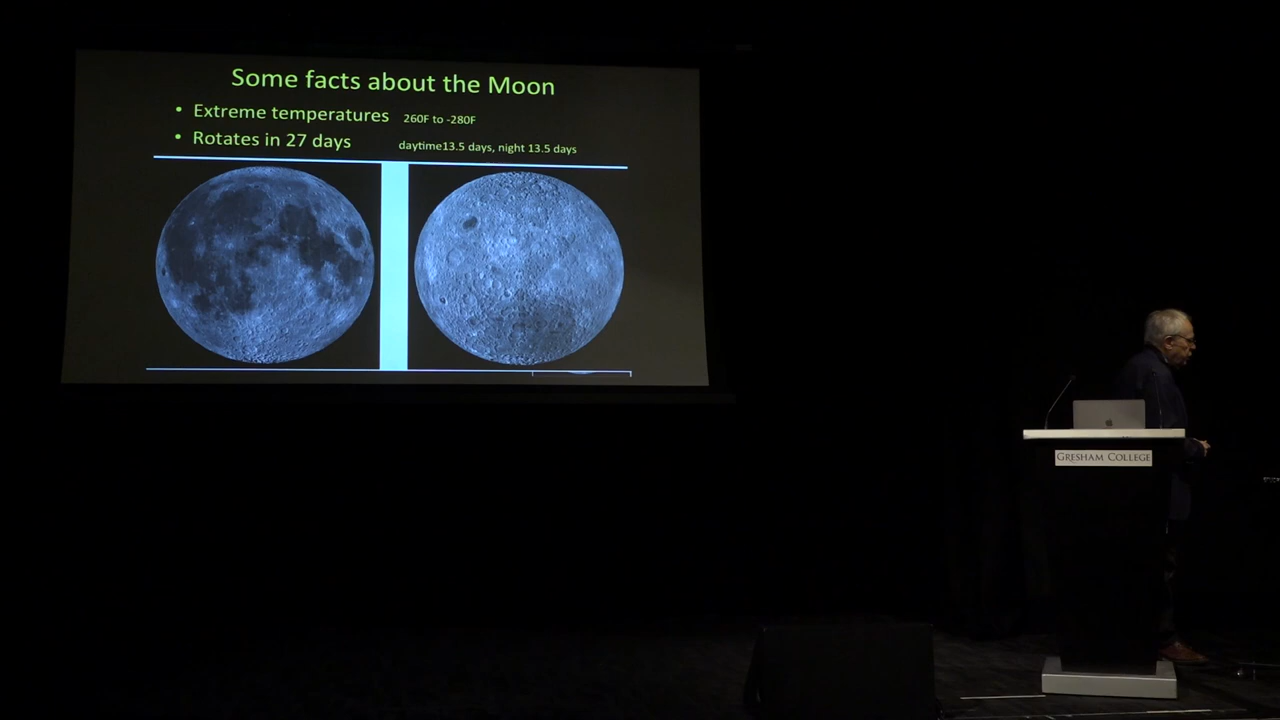 Some facts about the Moon
• Extreme temperatures 260F to -280F
• Rotates in 27 days daytime13.5 days, night 13.5 days
GRESHAM COLLEGE